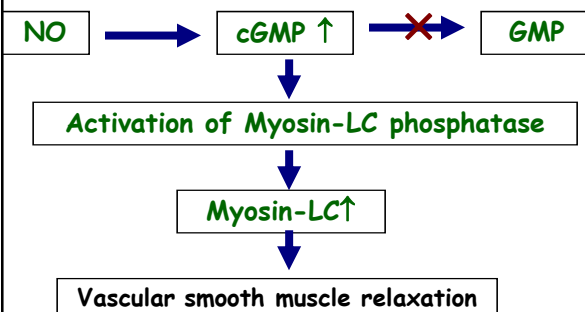 NO
cGMP ↑
GMP
Activation of Myosin-LC phosphatase
Myosin-LC↑
Vascular smooth muscle relaxation